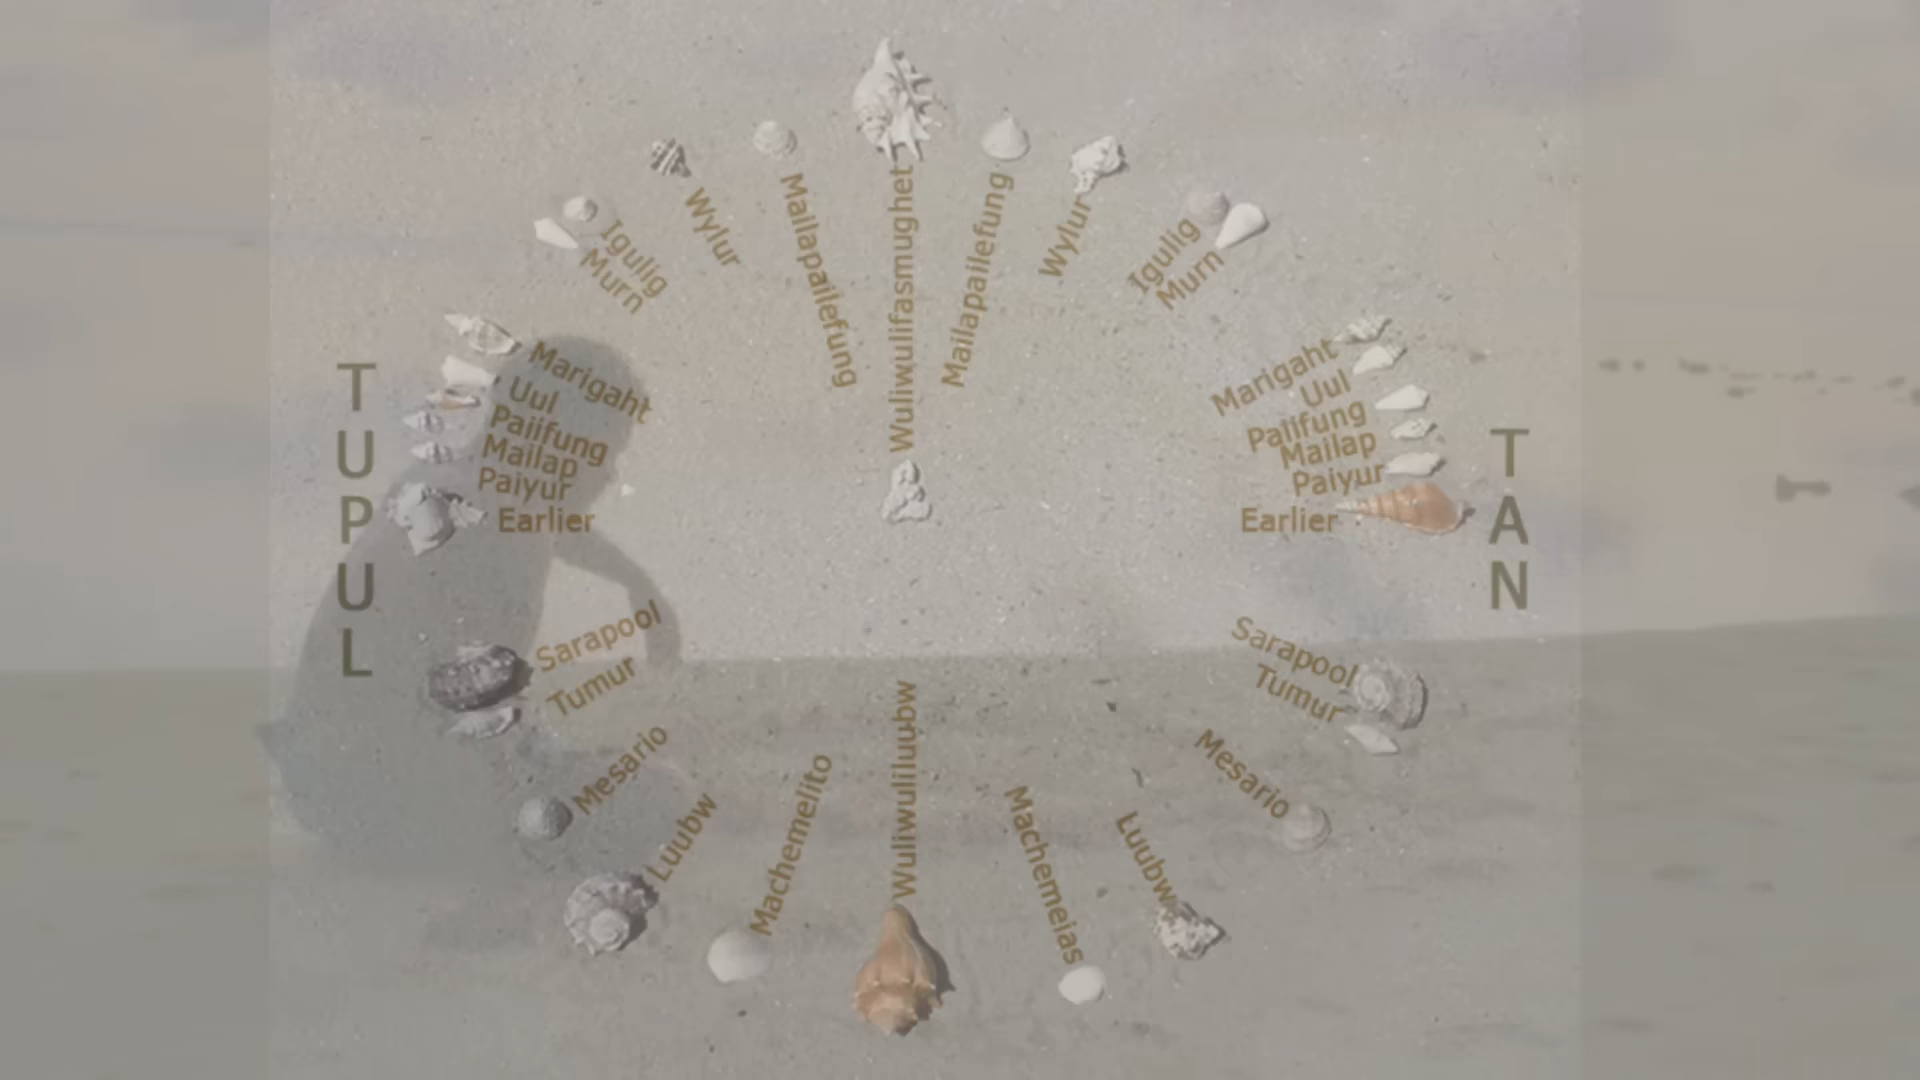 Wuliwulifasmughet
Mailapailefung
Mailapailefung
Wylur
Wylur
Igulig
Murn
Igulig
Murn
TUPUL
Marigaht
Uul
Paiifung
Mailap
Paiyur
Earlier
Marigaht
Uul
Paiifung
Mailap
Paiyur
Earlier
TAN
Sarapool
Tumur
Sarapool
Tumur
Mesario
Mesario
Luubw
Luubw
Machemelito
Wuliwuliluubw
Machemeias